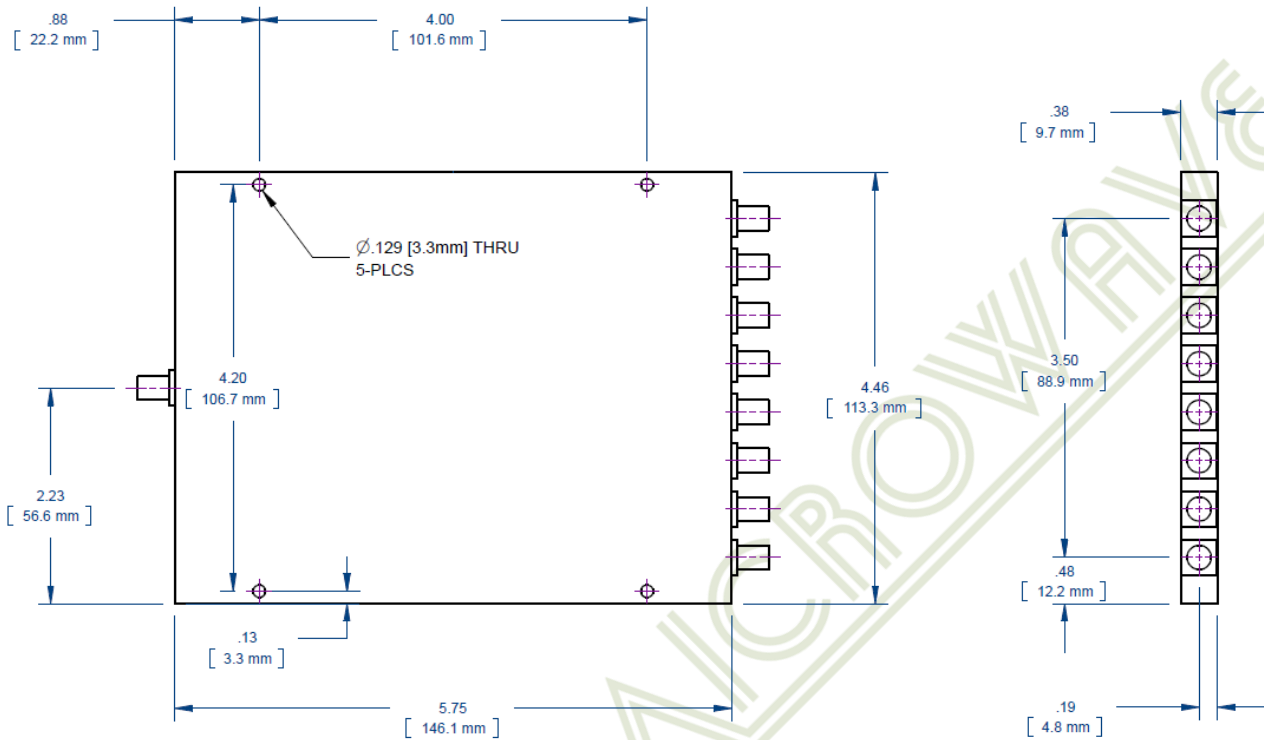 .88
[ 22.2 mm ]
4.00
[ 101.6 mm ]
.38
[ 9.7 mm ]
Ø.129 [3.3mm] THRU
5-PLCS
4.20
[ 106.7 mm ]
4.46
[ 113.3 mm ]
3.50
[ 88.9 mm ]
2.23
[ 56.6 mm ]
.48
[ 12.2 mm ]
.13
[ 3.3 mm ]
5.75
[ 146.1 mm ]
.19
[ 4.8 mm ]
MICROWAVE